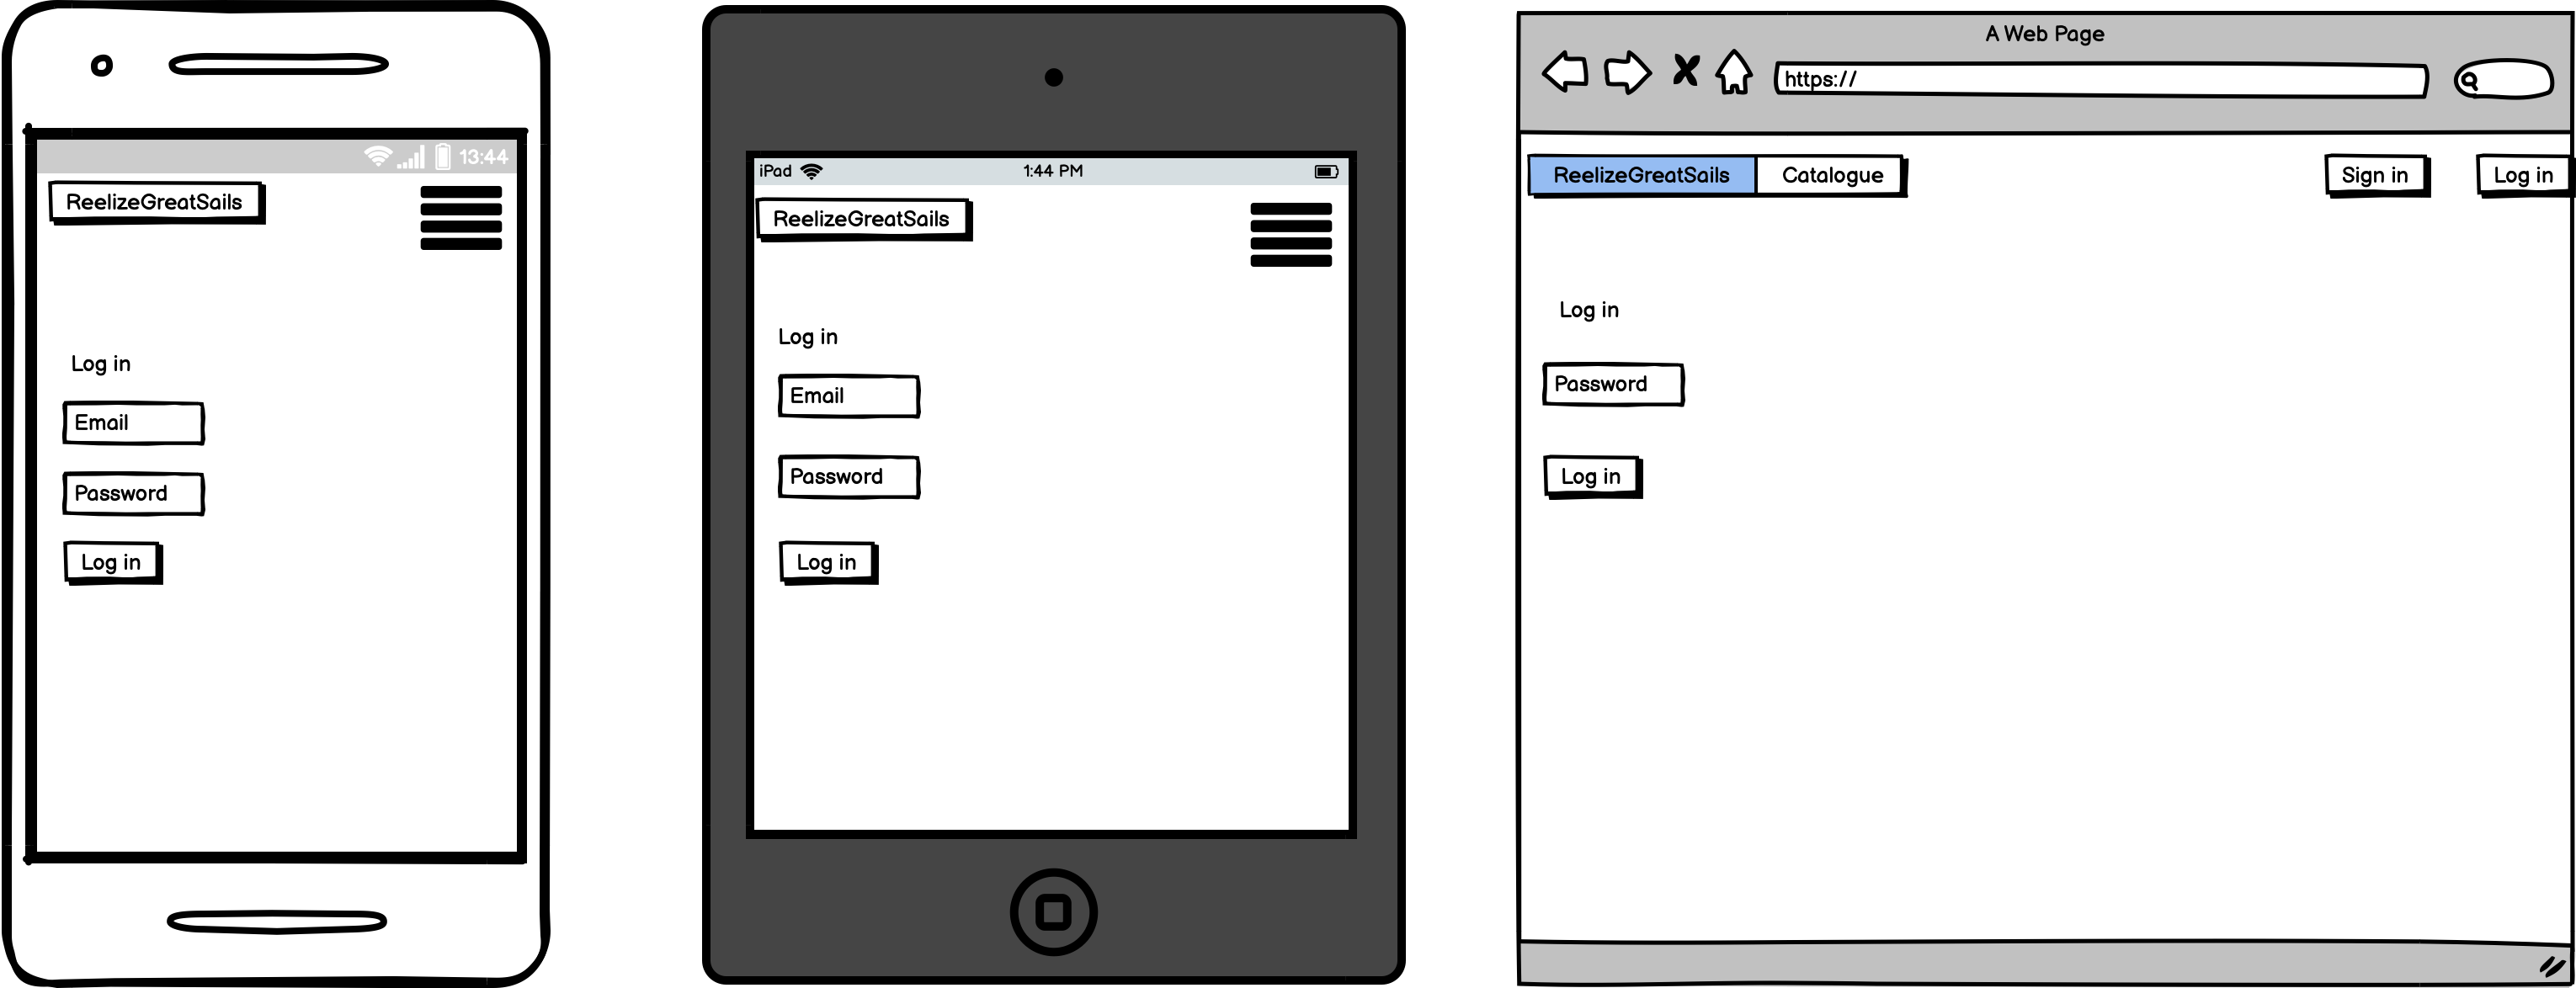 13:44
ReelizeGreatSails
Log in
Email
Password
Log in
iPad 1:44 PM
ReelizeGreatSails
Log in
Email
Password
Log in
A Web Page
https://
ReelizeGreatSails Catalogue Sign in Log in
Log in
Password
Log in